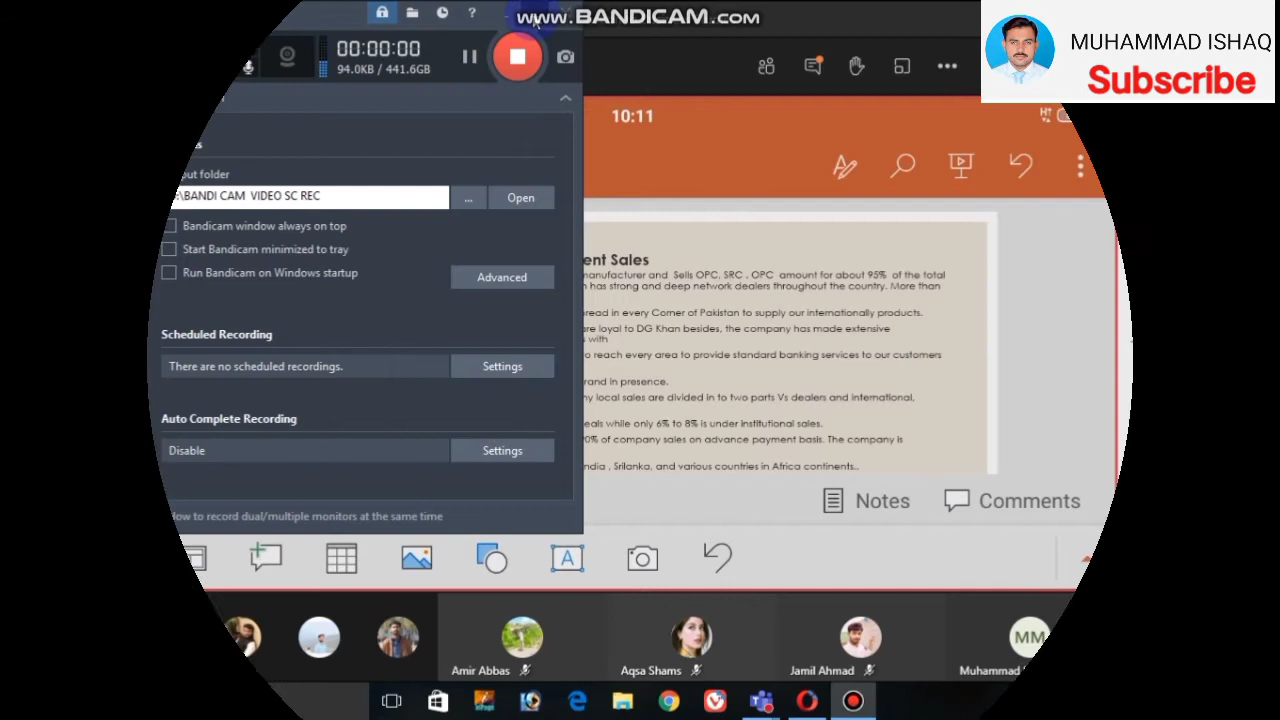 www.BANDICAM.com
MUHAMMAD ISHAQ
Subscribe
00:00:00
94.0KB / 441.6GB
10:11
put folder
:\BANDI CAM VIDEO SC REC
...
Open
Bandicam window always on top
Start Bandicam minimized to tray
Run Bandicam on Windows startup
Advanced
Scheduled Recording
There are no scheduled recordings.
Settings
Auto Complete Recording
Disable
Settings
How to record dual/multiple monitors at the same time
ent Sales
manufacturer and Sells OPC, SRC . OPC amount for about 95% of the total
has strong and deep network dealers throughout the country. More than
read in every Corner of Pakistan to supply our internationally products.
are loyal to DG Khan besides, the company has made extensive
with
to reach every area to provide standard banking services to our customers
rand in presence.
ny local sales are divided in to two parts Vs dealers and international,
eals while only 6% to 8% is under institutional sales.
90% of company sales on advance payment basis. The company is
ndia , Srilanka, and various countries in Africa continents..
Notes
Comments
Amir Abbas
Aqsa Shams
Jamil Ahmad
MM
Muhammad